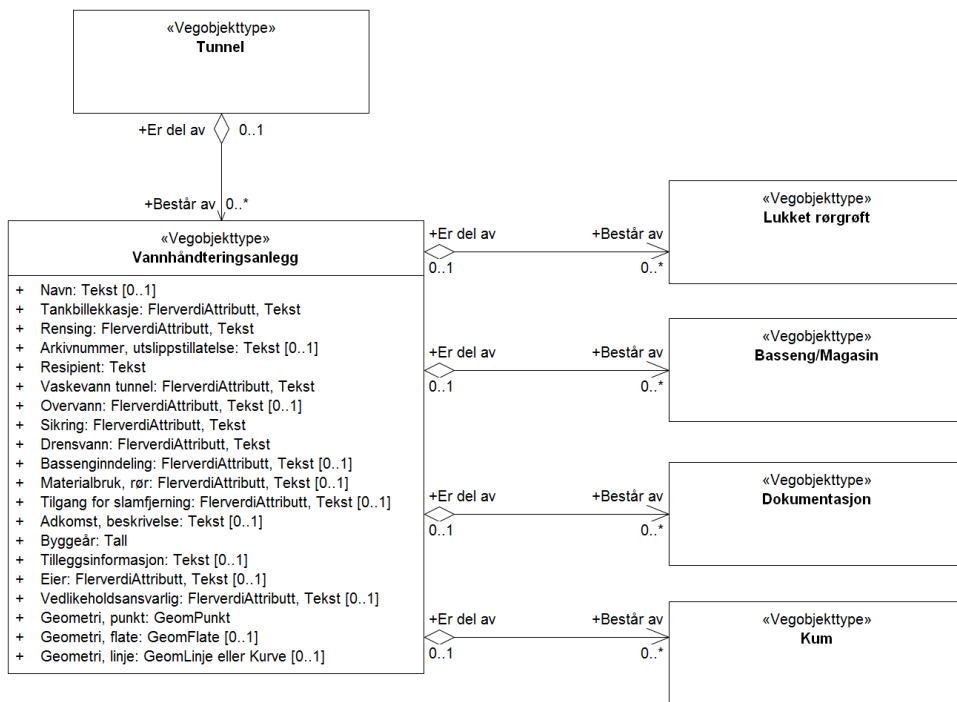 «Vegobjekttype»
Tunnel
+Er del av 0..1
+Består av 0..*
«Vegobjekttype»
Vannhåndteringsanlegg
+ Navn: Tekst [0..1]
+ Tankbillekkasje: FlerverdiAttributt, Tekst
+ Rensing: FlerverdiAttributt, Tekst
+ Arkivnummer, utslippstillatelse: Tekst [0..1]
+ Resipient: Tekst
+ Vaskevann tunnel: FlerverdiAttributt, Tekst
+ Overvann: FlerverdiAttributt, Tekst [0..1]
+ Sikring: FlerverdiAttributt, Tekst
+ Drensvann: FlerverdiAttributt, Tekst
+ Bassenginndeling: FlerverdiAttributt, Tekst [0..1]
+ Materialbruk, rør: FlerverdiAttributt, Tekst [0..1]
+ Tilgang for slamfjerning: FlerverdiAttributt, Tekst [0..1]
+ Adkomst, beskrivelse: Tekst [0..1]
+ Byggeår: Tall
+ Tilleggsinformasjon: Tekst [0..1]
+ Eier: FlerverdiAttributt, Tekst [0..1]
+ Vedlikeholdsansvarlig: FlerverdiAttributt, Tekst [0..1]
+ Geometri, punkt: GeomPunkt
+ Geometri, flate: GeomFlate [0..1]
+ Geometri, linje: GeomLinje eller Kurve [0..1]
+Er del av +Består av
0..1 0..*
«Vegobjekttype»
Lukket rørgrøft
+Er del av +Består av
0..1 0..*
«Vegobjekttype»
Basseng/Magasin
+Er del av +Består av
0..1 0..*
«Vegobjekttype»
Dokumentasjon
+Er del av +Består av
0..1 0..*
«Vegobjekttype»
Kum